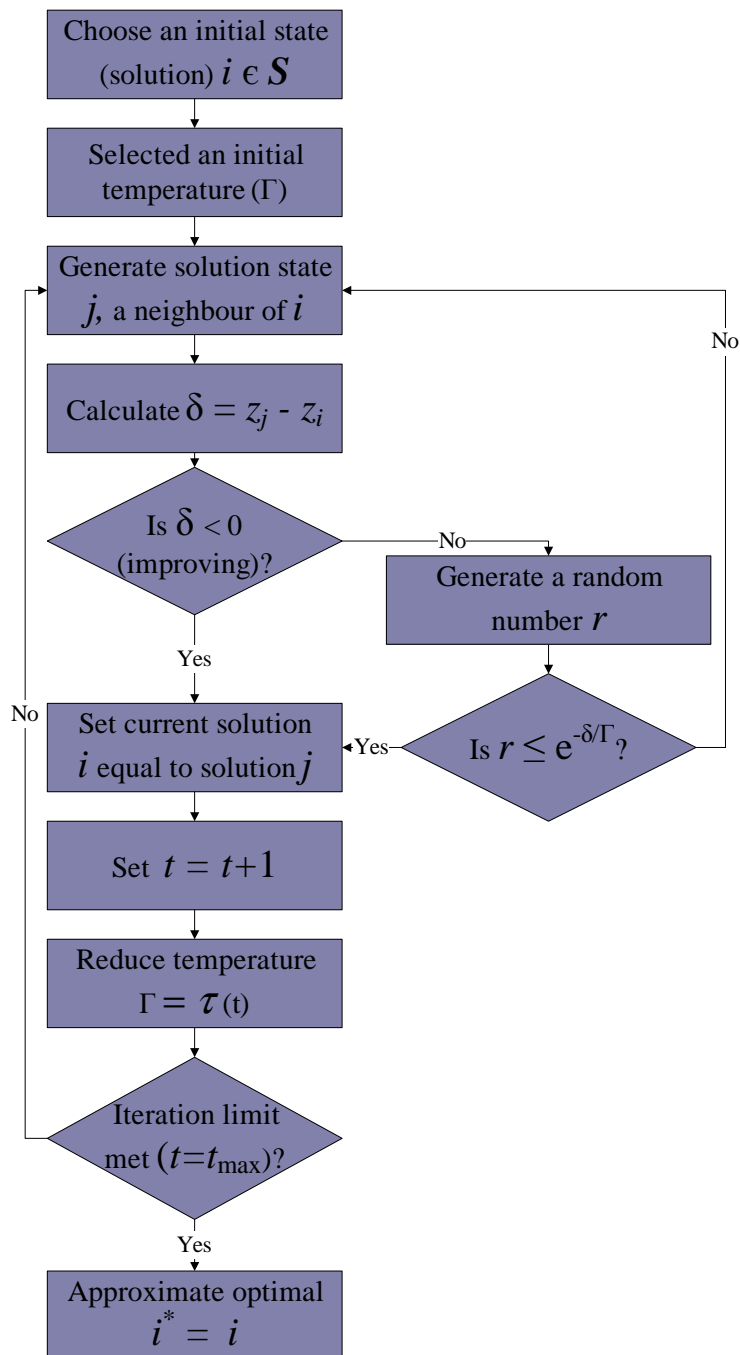 Choose an initial state
(solution) i ϵ S
Selected an initial
temperature (Γ)
Generate solution state
j, a neighbour of i
No
Calculate δ = zj - zi
Is δ < 0
(improving)?
No
Generate a random
number r
Yes
No
Set current solution
i equal to solution j
Yes
Is r ≤ e^-δ/Γ ?
Set t = t+1
Reduce temperature
Γ = τ (t)
Iteration limit
met (t=tmax)?
Yes
Approximate optimal
i* = i